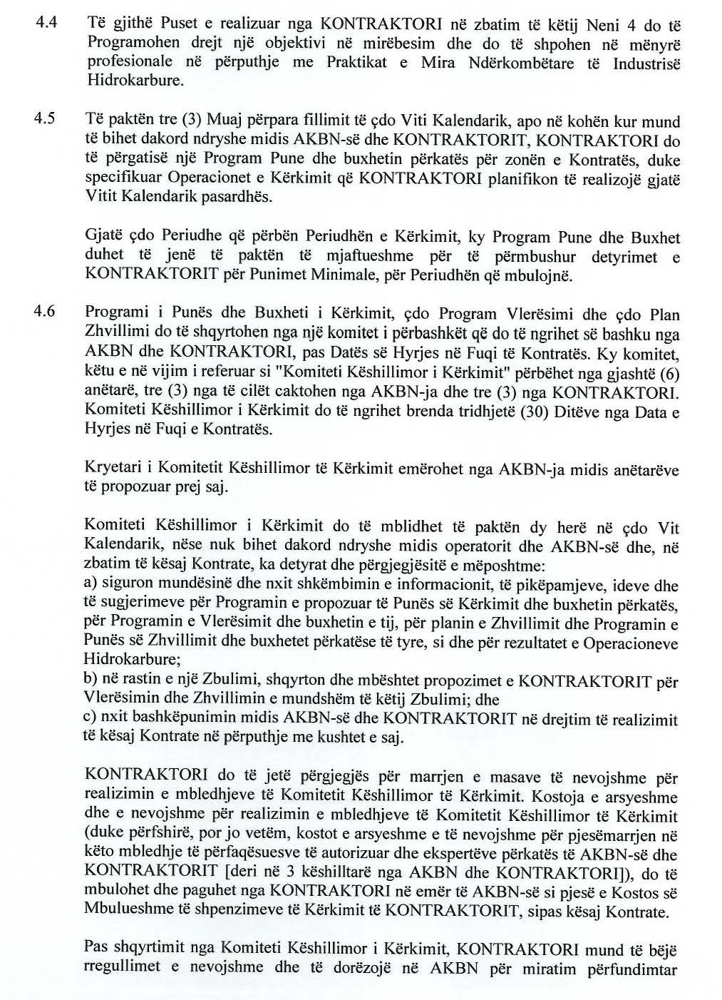 4.4 Të gjithë Puset e realizuar nga KONTRAKTORI në zbatim të këtij Neni 4 do të
Programohen drejt një objektivi në mirëbesim dhe do të shpohen në mënyrë
profesionale në përputhje me Praktikat e Mira Ndërkombëtare të Industrisë
Hidrokarbure.
4.5 Të paktën tre (3) Muaj përpara fillimit të çdo Viti Kalendarik, apo në kohën kur mund
të bihet dakord ndryshe midis AKBN-së dhe KONTRAKTORIT, KONTRAKTORI do
të përgatisë një Program Pune dhe buxhetin përkatës për zonën e Kontratës, duke
specifikuar Operacionet e Kërkimit që KONTRAKTORI planifikon të realizojë gjatë
Vitit Kalendarik pasardhës.
Gjatë çdo Periudhe që përbën Periudhën e Kërkimit, ky Program Pune dhe Buxhet
duhet të jenë të paktën të mjaftueshme për të përmbushur detyrimet e
KONTRAKTORIT për Punimet Minimale, për Periudhën që mbulojnë.
4.6 Programi i Punës dhe Buxheti i Kërkimit, çdo Program Vlerësimi dhe çdo Plan
Zhvillimi do të shqyrtohen nga një komitet i përbashkët që do të ngrihet së bashku nga
AKBN dhe KONTRAKTORI, pas Datës së Hyrjes në Fuqi të Kontratës. Ky komitet,
këtu e në vijim i referuar si "Komiteti Këshillimor i Kërkimit" përbëhet nga gjashtë (6)
anëtarë, tre (3) nga të cilët caktohen nga AKBN-ja dhe tre (3) nga KONTRAKTORI.
Komiteti Këshillimor i Kërkimit do të ngrihet brenda tridhjetë (30) Ditëve nga Data e
Hyrjes në Fuqi e Kontratës.
Kryetari i Komitetit Këshillimor të Kërkimit emërohet nga AKBN-ja midis anëtarëve
të propozuar prej saj.
Komiteti Këshillimor i Kërkimit do të mblidhet të paktën dy herë në çdo Vit
Kalendarik, nëse nuk bihet dakord ndryshe midis operatorit dhe AKBN-së dhe, në
zbatim të kësaj Kontrate, ka detyrat dhe përgjegjësitë e mëposhtme:
a) siguron mundësinë dhe nxit shkëmbimin e informacionit, të pikëpamjeve, ideve dhe
të sugjerimeve për Programin e propozuar të Punës së Kërkimit dhe buxhetin përkatës,
për Programin e Vlerësimit dhe buxhetin e tij, për planin e Zhvillimit dhe Programin e
Punës së Zhvillimit dhe buxhetet përkatëse të tyre, si dhe për rezultatet e Operacioneve
Hidrokarbure;
b) në rastin e një Zbulimi, shqyrton dhe mbështet propozimet e KONTRAKTORIT për
Vlerësimin dhe Zhvillimin e mundshëm të këtij Zbulimi; dhe
c) nxit bashkëpunimin midis AKBN-së dhe KONTRAKTORIT në drejtim të realizimit
të kësaj Kontrate në përputhje me kushtet e saj.
KONTRAKTORI do të jetë përgjegjës për marrjen e masave të nevojshme për
realizimin e mbledhjeve të Komitetit Këshillimor të Kërkimit. Kostoja e arsyeshme
dhe e nevojshme për realizimin e mbledhjeve të Komitetit Këshillimor të Kërkimit
(duke përfshirë, por jo vetëm, kostot e arsyeshme e të nevojshme për pjesëmarrjen në
këto mbledhje të përfaqësuesve të autorizuar dhe ekspertëve përkatës të AKBN-së dhe
KONTRAKTORIT [deri në 3 këshilltarë nga AKBN dhe KONTRAKTORI]), do të
mbulohet dhe paguhet nga KONTRAKTORI në emër të AKBN-së si pjesë e Kostos së
Mbulueshme të shpenzimeve të Kërkimit të KONTRAKTORIT, sipas kësaj Kontrate.
Pas shqyrtimit nga Komiteti Këshillimor i Kërkimit, KONTRAKTORI mund të bëjë
rregullimet e nevojshme dhe të dorëzojë në AKBN për miratim përfundimtar